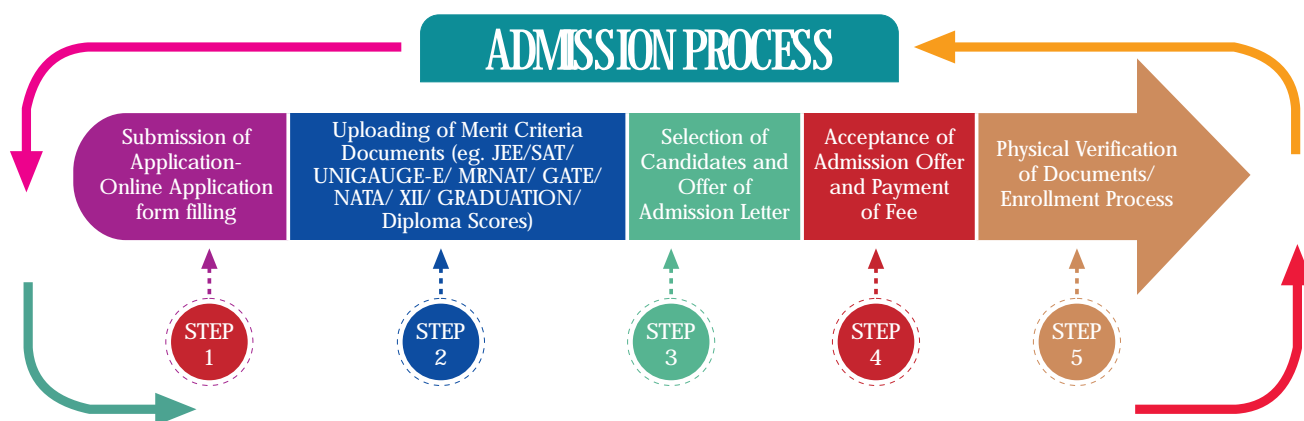 ADMISSION PROCESS
Submission of
Application-
Online Application
form filling
Uploading of Merit Criteria
Documents (eg. JEE/SAT/
UNIGAUGE-E/ MRNAT/ GATE/
NATA/ XII/ GRADUATION/
Diploma Scores)
Selection of
Candidates and
Offer of
Admission Letter
Acceptance of
Admission Offer
and Payment
of Fee
Physical Verification
of Documents/
Enrollment Process
STEP
1
STEP
2
STEP
3
STEP
4
STEP
5